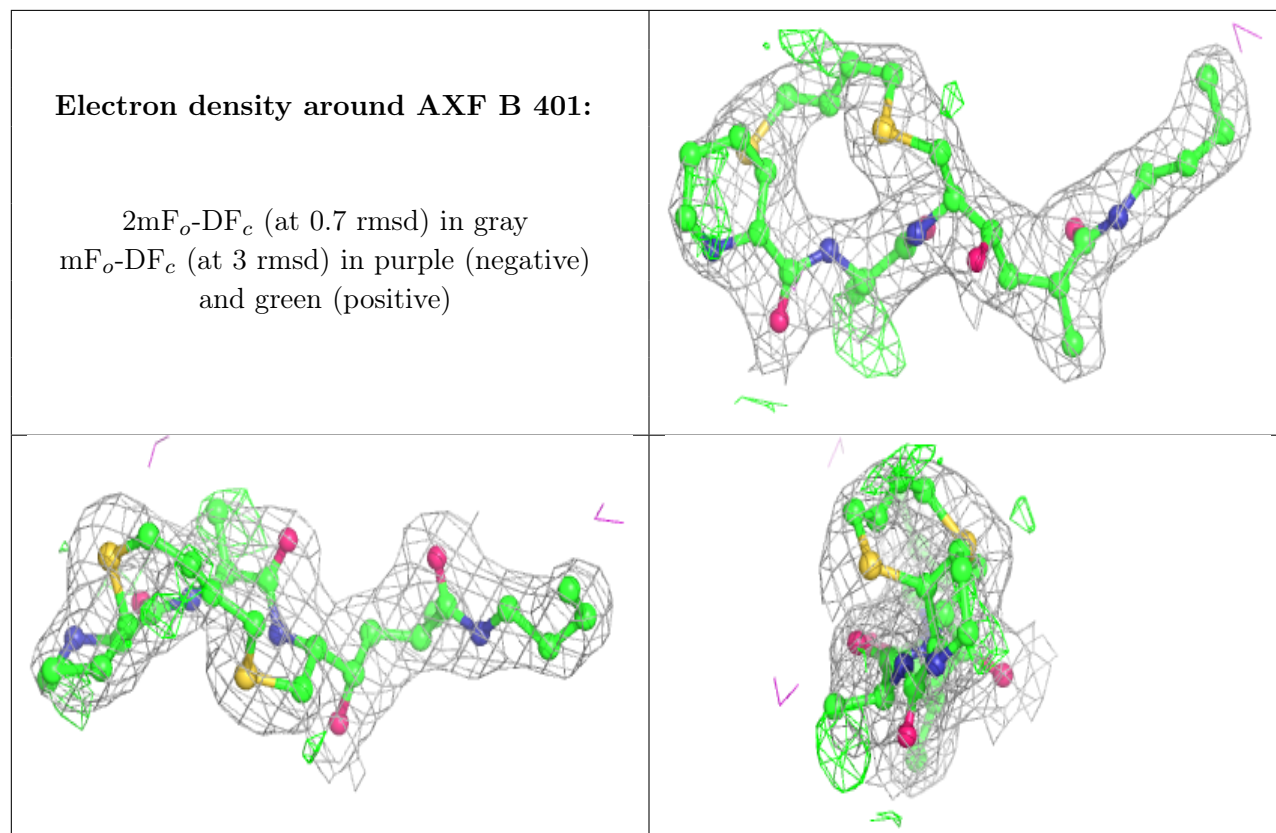 Electron density around AXF B 401:
2mFo-DFc (at 0.7 rmsd) in gray
mFo-DFc (at 3 rmsd) in purple (negative)
and green (positive)